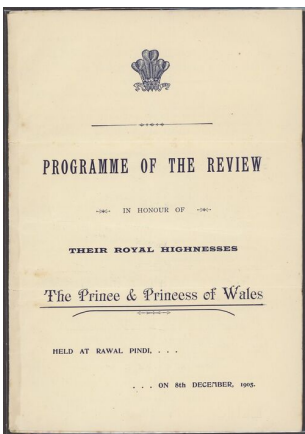 PROGRAMME OF THE REVIEW
IN HONOUR OF
THEIR ROYAL HIGHNESSES
The Prince & Princess of Wales
HELD AT RAWAL PINDI, . . .
. . . ON 8th DECEMBER, 1905.